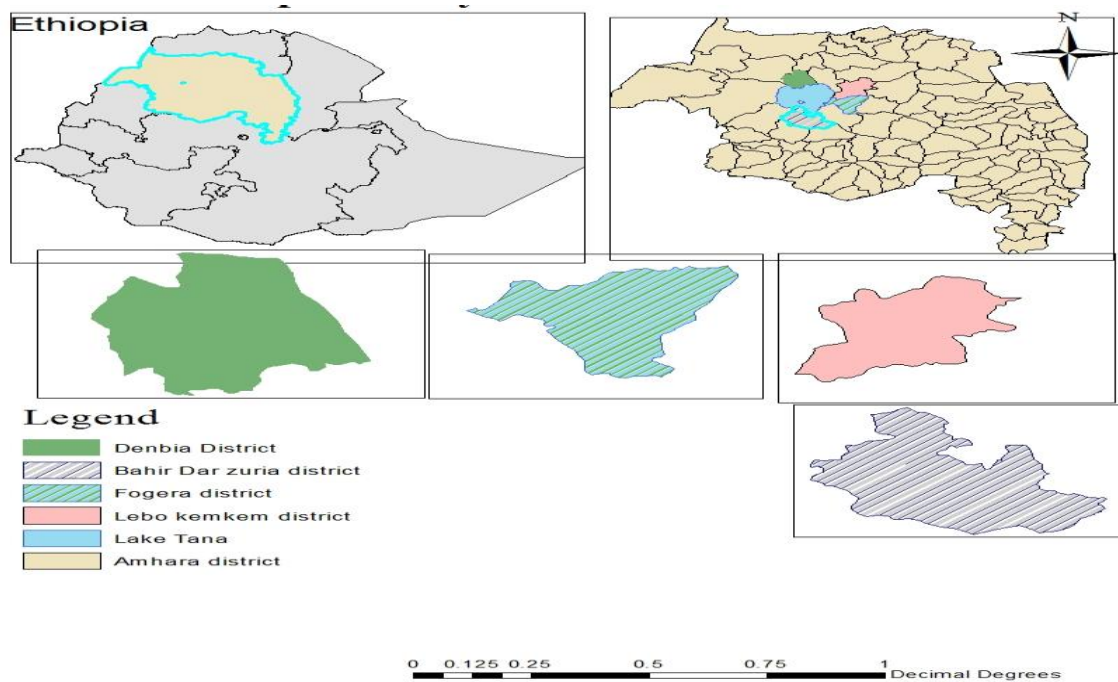 Ethiopia
N
Legend
Denbia District
Bahir Dar zuria district
Fogera district
Lebo kemkem district
Lake Tana
Amhara district
0 0.125 0.25 0.5 0.75 1
Decimal Degrees